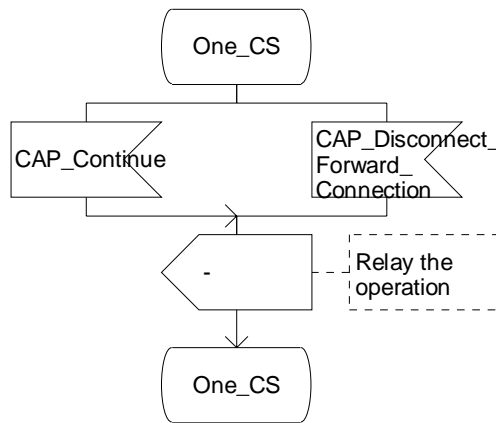 One_CS
CAP_Continue
CAP_Disconnect_
Forward_
Connection
-
Relay the
operation
One_CS